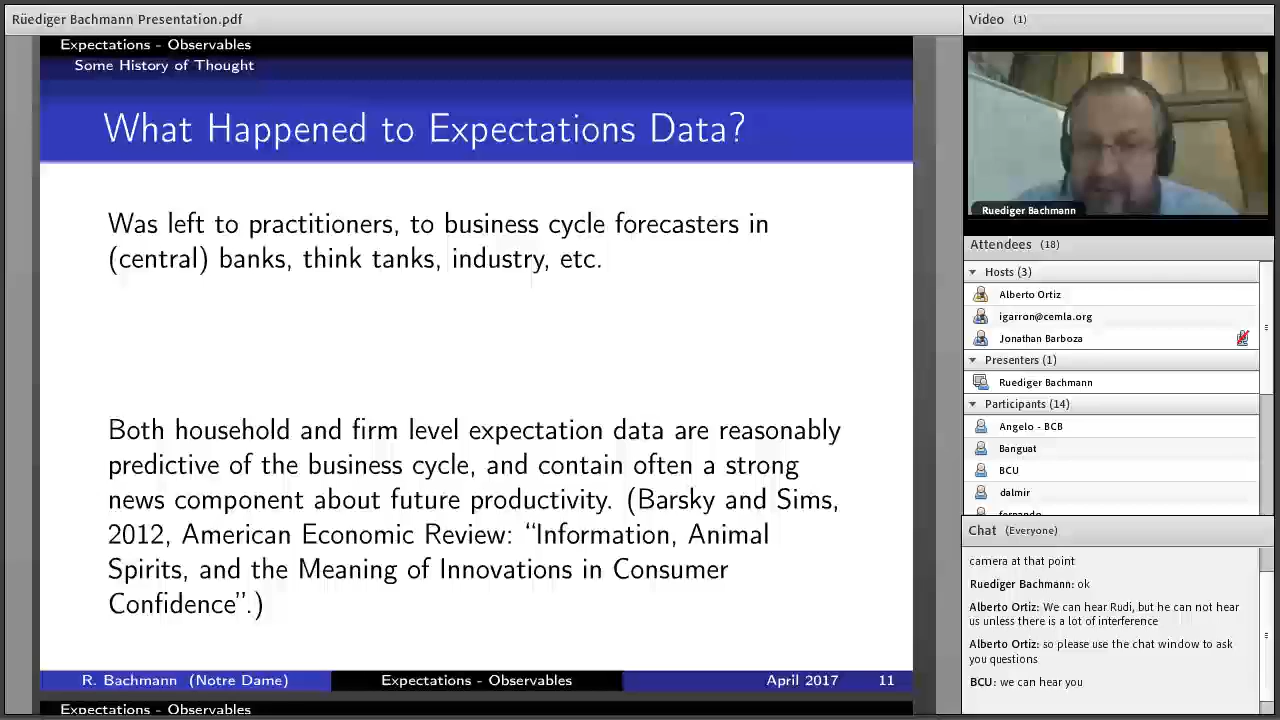 Rüediger Bachmann Presentation.pdf
Expectations - Observables
Some History of Thought
What Happened to Expectations Data?
Was left to practitioners, to business cycle forecasters in
(central) banks, think tanks, industry, etc.
Both household and firm level expectation data are reasonably
predictive of the business cycle, and contain often a strong
news component about future productivity. (Barsky and Sims,
2012, American Economic Review: “Information, Animal
Spirits, and the Meaning of Innovations in Consumer
Confidence”.)
R. Bachmann (Notre Dame)
Expectations - Observables
April 2017
11
Expectations - Observables
Video (1)
Ruediger Bachmann
Attendees (18)
Hosts (3)
Alberto Ortiz
igarron@cemla.org
Jonathan Barboza
Presenters (1)
Ruediger Bachmann
Participants (14)
Angelo - BCB
Banguat
BCU
dalmir
fernando
Chat (Everyone)
camera at that point
Ruediger Bachmann: ok
Alberto Ortiz: We can hear Rudi, but he can not hear
us unless there is a lot of interference
Alberto Ortiz: so please use the chat window to ask
you questions
BCU: we can hear you